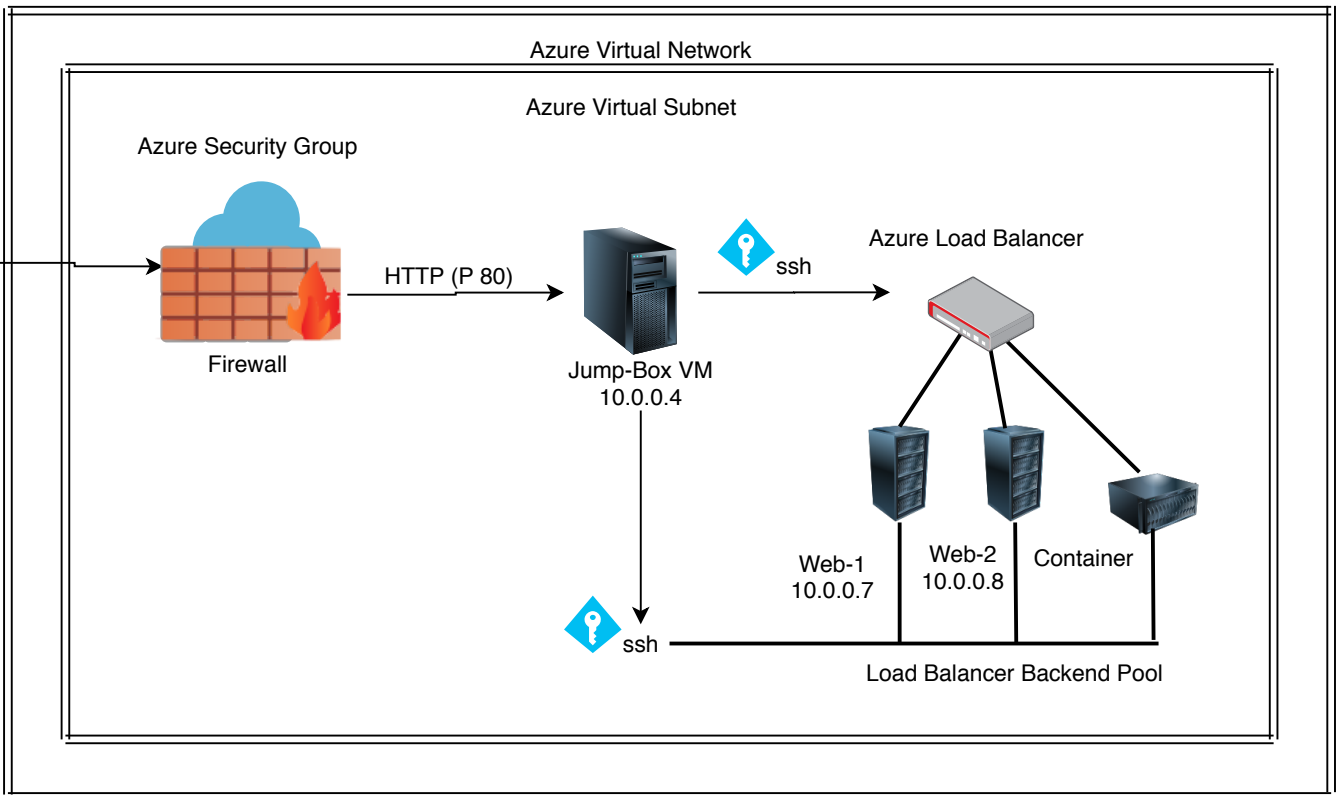 Azure Virtual Network
Azure Virtual Subnet
Azure Security Group
Firewall
HTTP (P 80)
Jump-Box VM
10.0.0.4
ssh
Azure Load Balancer
Web-1
10.0.0.7
Web-2
10.0.0.8
Container
ssh
Load Balancer Backend Pool